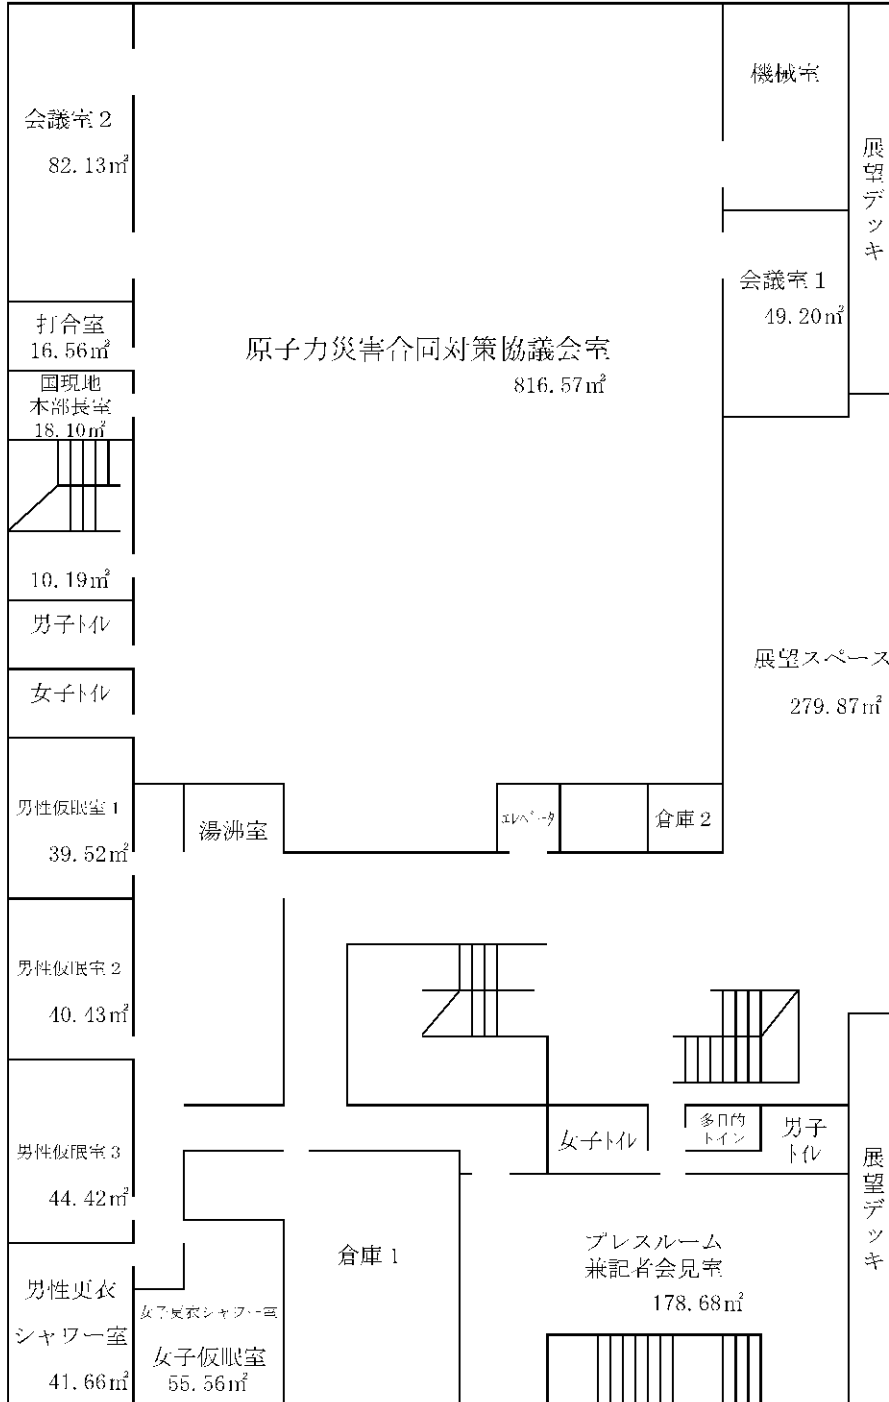 機械室
会議室2
82.13㎡
展望デッキ
会議室1
49.20㎡
打合室
16.56㎡
原子力災害合同対策協議会室
816.57㎡
国現地
本部長室
18.10㎡
10.19㎡
男子トイレ
展望スペース
279.87㎡
女子トイレ
男性仮眠室1
39.52㎡
湯沸室
エレベータ
倉庫2
男性仮眠室2
40.43㎡
女子トイレ
多目的
トイレ
男子
トイレ
男性仮眠室3
44.42㎡
展望デッキ
倉庫1
プレスルーム
兼記者会見室
178.68㎡
男性更衣
シャワー室
41.66㎡
女子更衣シャワー室
女子仮眠室
55.56㎡